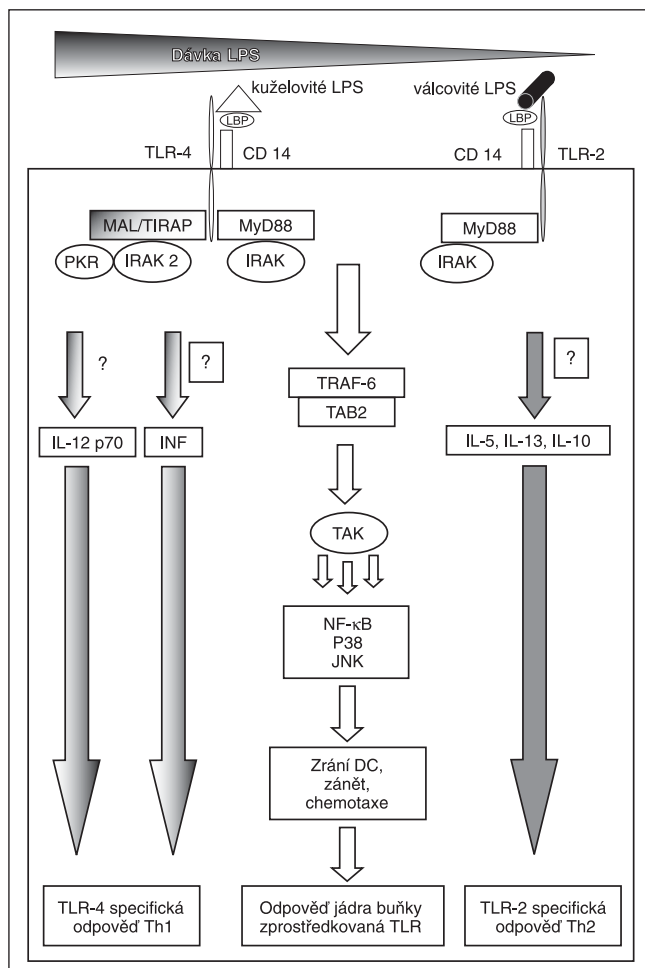 Dávka LPS
kuželovité LPS
válcovité LPS
LBP
LBP
TLR-4
CD 14
CD 14
TLR-2
MAL/TIRAP
MyD88
MyD88
PKR
IRAK 2
IRAK
IRAK
?
?
?
TRAF-6
TAB2
IL-12 p70
INF
IL-5, IL-13, IL-10
TAK
NF-κB
P38
JNK
Zrání DC,
zánět,
chemotaxe
TLR-4 specifická
odpověď Th1
Odpověď jádra buňky
zprostředkovaná TLR
TLR-2 specifická
odpověď Th2